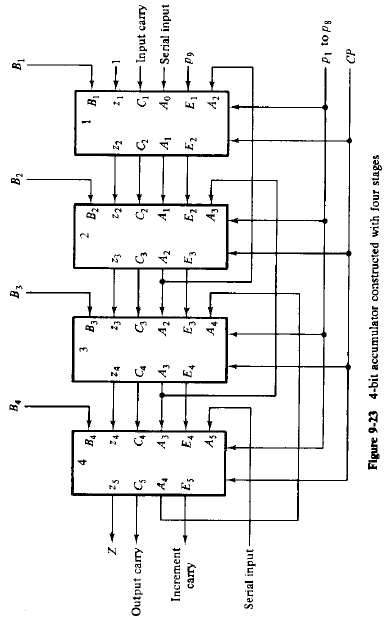 B₄
B₃
B₂
B₁
Z
Output carry
Increment carry
Serial input
4
z₅
C₅
A₄
E₅
B₄
z₄
C₄
A₃
E₄
A₅
3
z₄
C₄
A₃
E₄
B₃
z₃
C₃
A₂
E₃
A₄
2
z₃
C₃
A₂
E₃
B₂
z₂
C₂
A₁
E₂
A₃
1
z₂
C₂
A₁
E₂
B₁
z₁
C₁
A₀
E₁
A₂
1
Input carry
Serial input
p₉
p₁ to p₈
CP
Figure 9-23 4-bit accumulator constructed with four stages